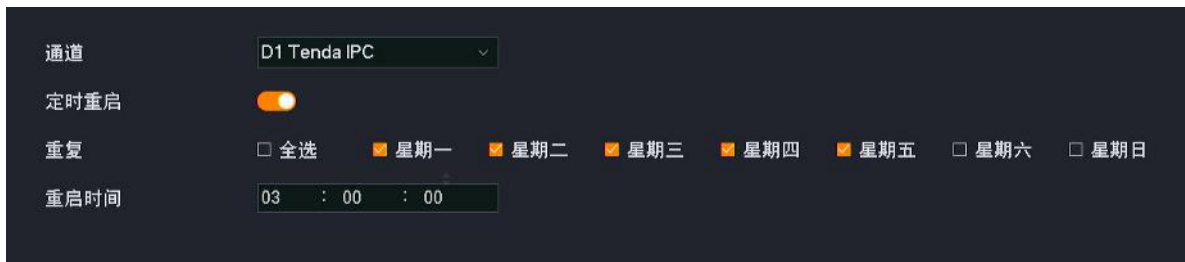 通道 D1 Tenda IPC
定时重启
重复 全选 星期一 星期二 星期三 星期四 星期五 星期六 星期日
重启时间 03 : 00 : 00